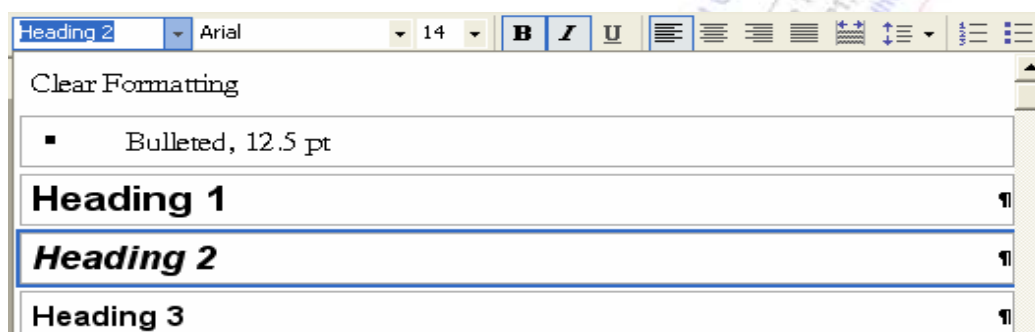 Heading 2 Arial 14 B I U
Clear Formatting
▪ Bulleted, 12.5 pt
Heading 1 ¶
Heading 2 ¶
Heading 3 ¶